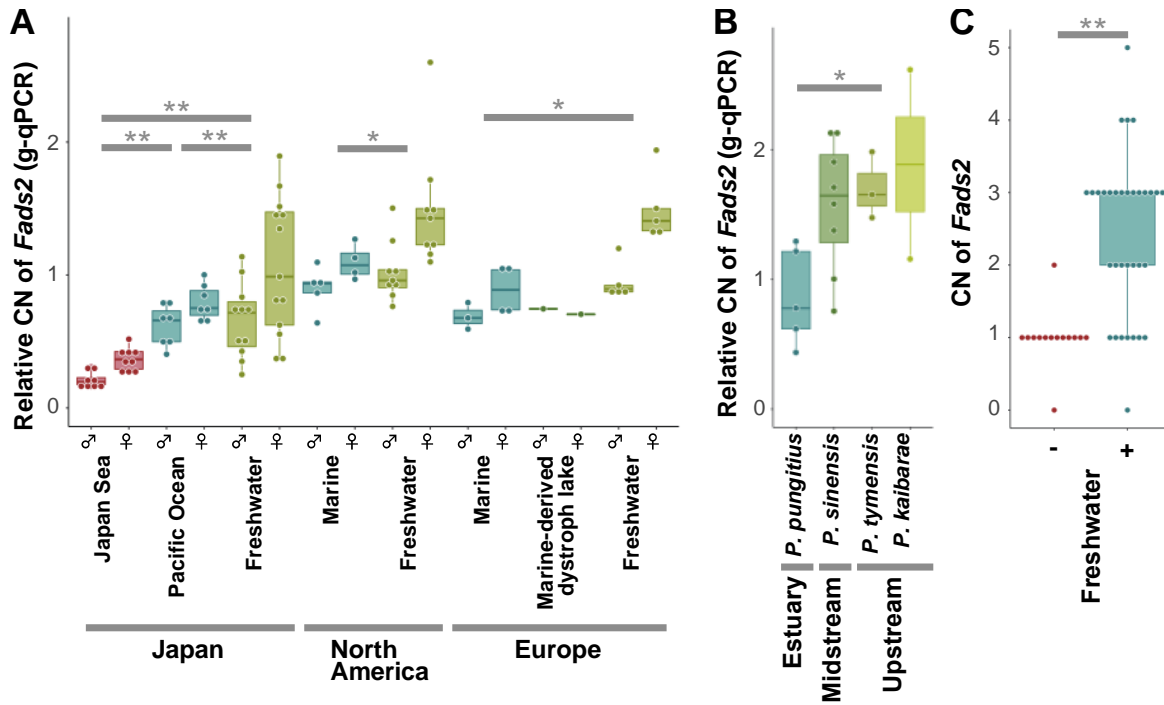 A
Relative CN of Fads2 (g-qPCR)
2
1
0
**
**
**
*
*
♂ ♀ ♂ ♀ ♂ ♀ ♂ ♀ ♂ ♀ ♂ ♀ ♂ ♀ ♂ ♀
Japan Sea
Pacific Ocean
Freshwater
Marine
Freshwater
Marine
Marine-derived
dystroph lake
Freshwater
Japan
North
America
Europe
B
Relative CN of Fads2 (g-qPCR)
2
1
0
*
P. pungitius
P. sinensis
P. tymensis
P. kaibarae
Estuary
Midstream
Upstream
C
CN of Fads2
5
4
3
2
1
0
**
- +
Freshwater